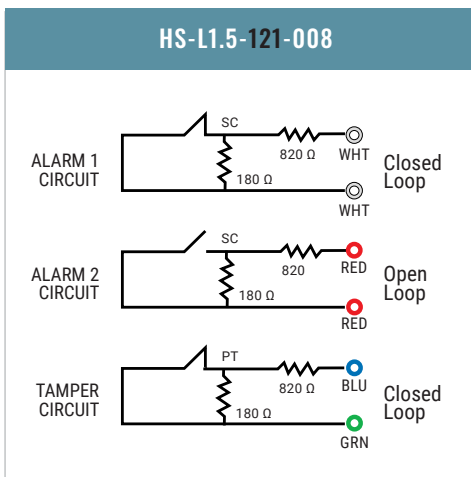 HS-L1.5-121-008
SC
820 Ω
WHT
ALARM 1
CIRCUIT
Closed
Loop
180 Ω
WHT
SC
820
RED
ALARM 2
CIRCUIT
Open
Loop
180 Ω
RED
PT
820 Ω
BLU
TAMPER
CIRCUIT
Closed
Loop
180 Ω
GRN